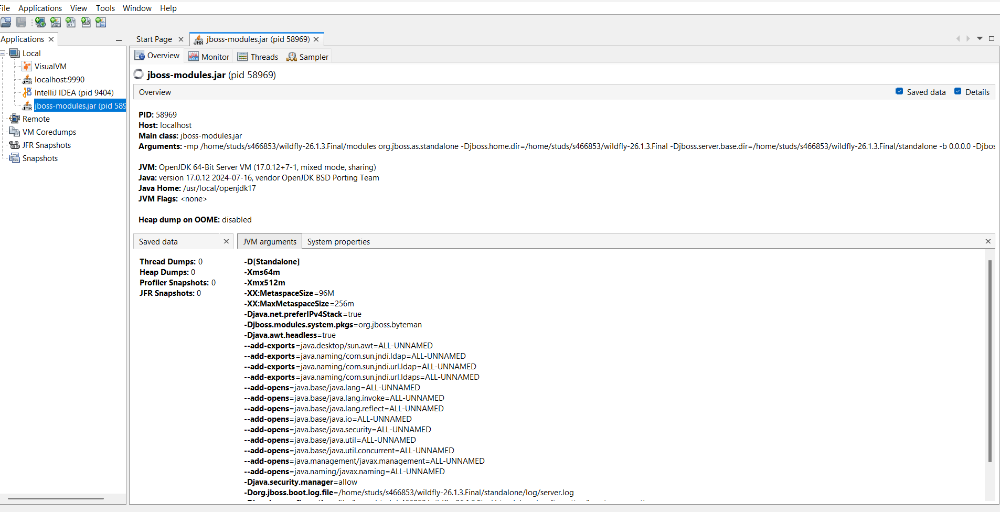 File Applications View Tools Window Help
Applications
Start Page
jboss-modules.jar (pid 58969)
Local
VisualVM
localhost:9990
IntelliJ IDEA (pid 9404)
jboss-modules.jar (pid 589
Remote
VM Coredumps
JFR Snapshots
Snapshots
Overview Monitor Threads Sampler
jboss-modules.jar (pid 58969)
Overview
Saved data Details
PID: 58969
Host: localhost
Main class: jboss-modules.jar
Arguments: -mp /home/studs/s466853/wildfly-26.1.3.Final/modules org.jboss.as.standalone -Djboss.home.dir=/home/studs/s466853/wildfly-26.1.3.Final -Djboss.server.base.dir=/home/studs/s466853/wildfly-26.1.3.Final/standalone -b 0.0.0.0 -Djbos
JVM: OpenJDK 64-Bit Server VM (17.0.12+7-1, mixed mode, sharing)
Java: version 17.0.12 2024-07-16, vendor OpenJDK BSD Porting Team
Java Home: /usr/local/openjdk17
JVM Flags: <none>
Heap dump on OOME: disabled
Saved data
Thread Dumps: 0
Heap Dumps: 0
Profiler Snapshots: 0
JFR Snapshots: 0
JVM arguments System properties
-D[Standalone]
-Xms64m
-Xmx512m
-XX:MetaspaceSize=96M
-XX:MaxMetaspaceSize=256m
-Djava.net.preferIPv4Stack=true
-Djboss.modules.system.pkgs=org.jboss.byteman
-Djava.awt.headless=true
--add-exports=java.desktop/sun.awt=ALL-UNNAMED
--add-exports=java.naming/com.sun.jndi.ldap=ALL-UNNAMED
--add-exports=java.naming/com.sun.jndi.url.ldap=ALL-UNNAMED
--add-exports=java.naming/com.sun.jndi.url.ldaps=ALL-UNNAMED
--add-opens=java.base/java.lang=ALL-UNNAMED
--add-opens=java.base/java.lang.invoke=ALL-UNNAMED
--add-opens=java.base/java.lang.reflect=ALL-UNNAMED
--add-opens=java.base/java.io=ALL-UNNAMED
--add-opens=java.base/java.security=ALL-UNNAMED
--add-opens=java.base/java.util=ALL-UNNAMED
--add-opens=java.base/java.util.concurrent=ALL-UNNAMED
--add-opens=java.management/javax.management=ALL-UNNAMED
--add-opens=java.naming/javax.naming=ALL-UNNAMED
-Djava.security.manager=allow
-Dorg.jboss.boot.log.file=/home/studs/s466853/wildfly-26.1.3.Final/standalone/log/server.log